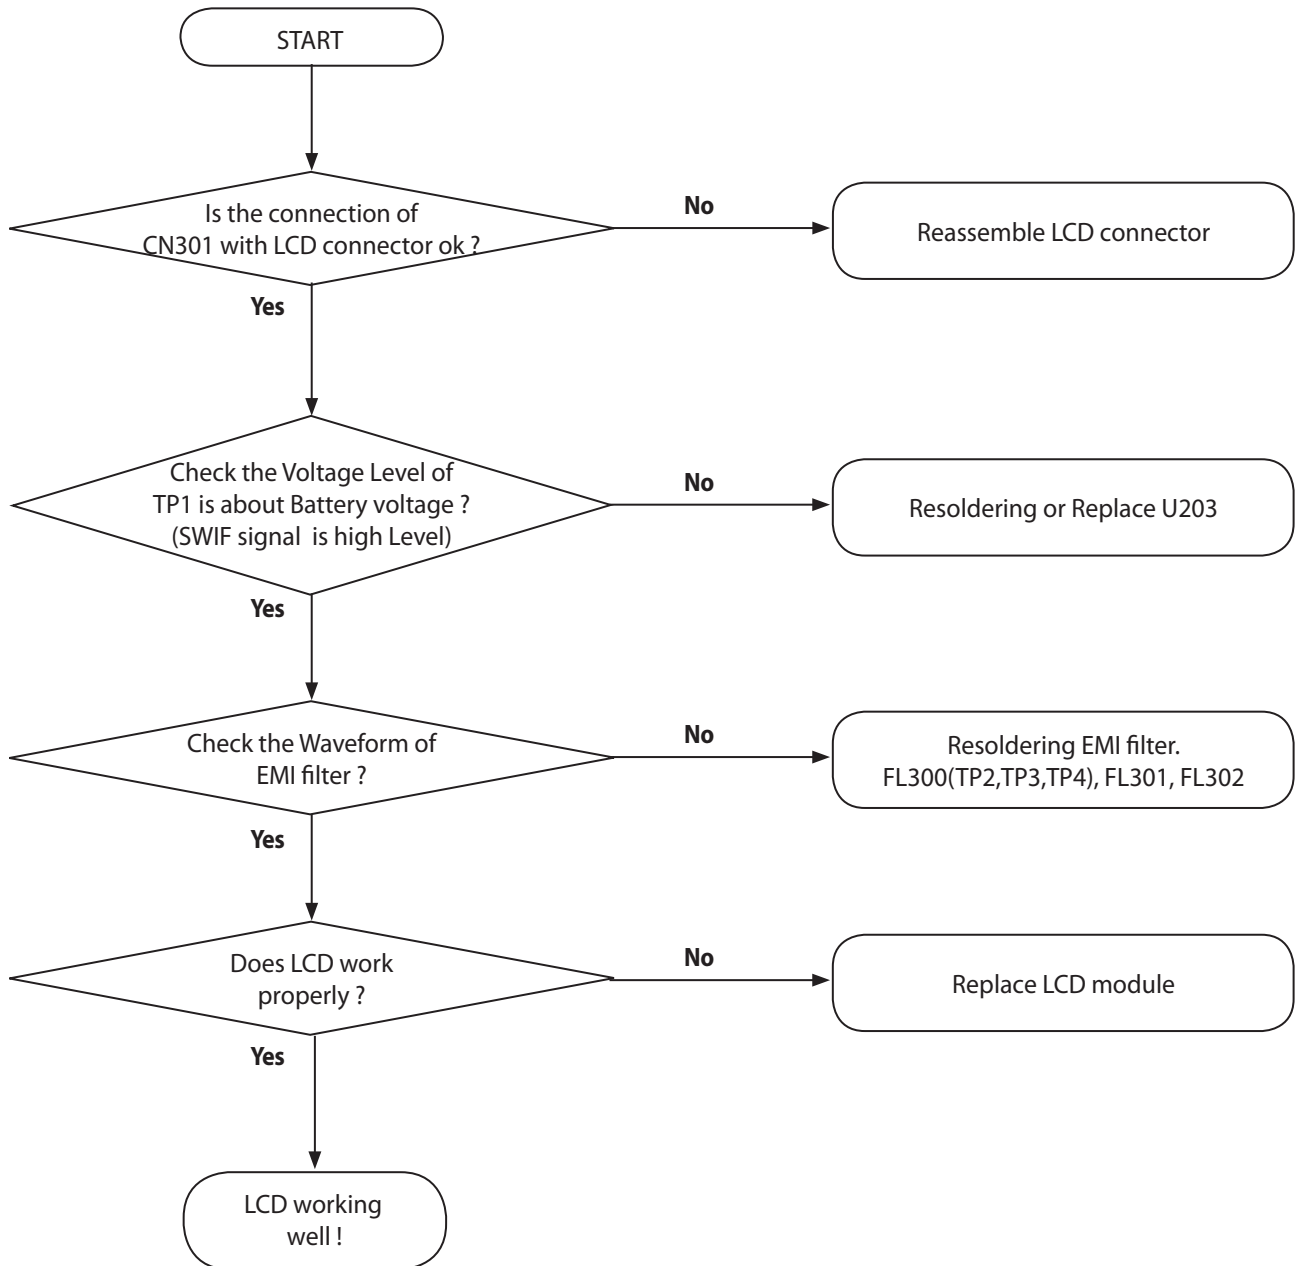 START
Is the connection of
CN301 with LCD connector ok ?
No
Reassemble LCD connector
Yes
Check the Voltage Level of
TP1 is about Battery voltage ?
(SWIF signal  is high Level)
No
Resoldering or Replace U203
Yes
Check the Waveform of
EMI filter ?
No
Resoldering EMI filter.
FL300(TP2,TP3,TP4), FL301, FL302
Yes
Does LCD work
properly ?
No
Replace LCD module
Yes
LCD working
well !